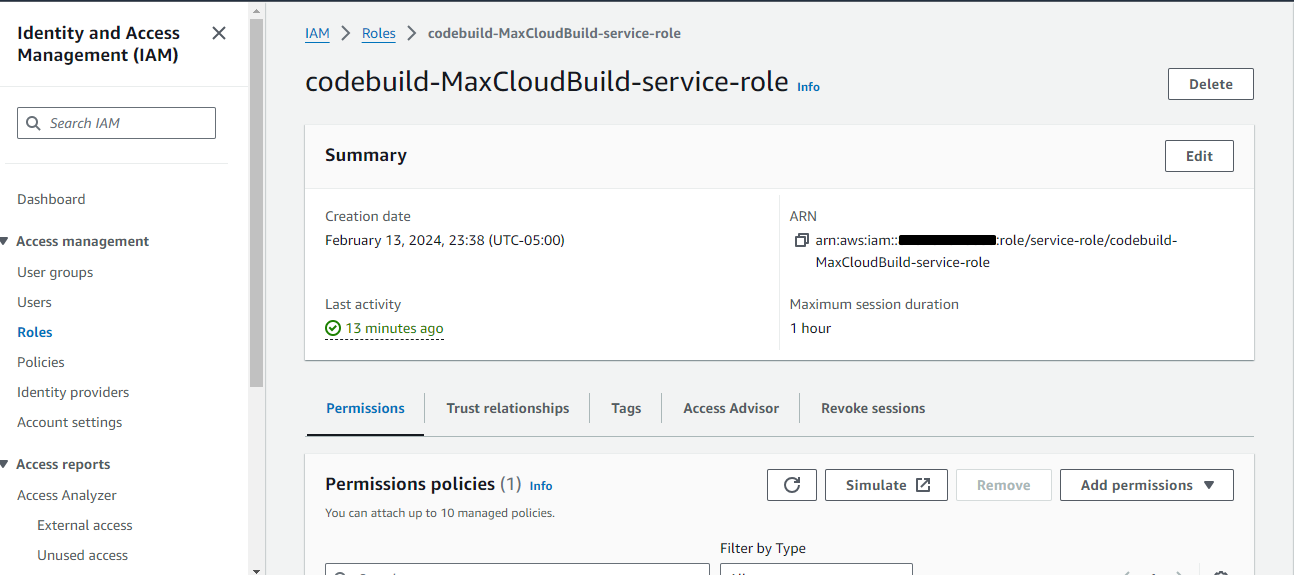 Identity and Access
Management (IAM)
Search IAM
Dashboard
Access management
User groups
Users
Roles
Policies
Identity providers
Account settings
Access reports
Access Analyzer
External access
Unused access
IAM > Roles > codebuild-MaxCloudBuild-service-role
codebuild-MaxCloudBuild-service-role Info
Delete
Summary
Edit
Creation date
February 13, 2024, 23:38 (UTC-05:00)
ARN
arn:aws:iam:: :role/service-role/codebuild-
MaxCloudBuild-service-role
Last activity
13 minutes ago
Maximum session duration
1 hour
Permissions Trust relationships Tags Access Advisor Revoke sessions
Permissions policies (1) Info
Simulate Remove Add permissions
You can attach up to 10 managed policies.
Filter by Type